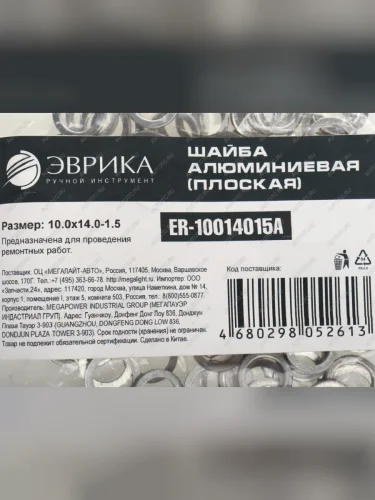 ЭВРИКА
РУЧНОЙ ИНСТРУМЕНТ
ШАЙБА
АЛЮМИНИЕВАЯ
(ПЛОСКАЯ)
Размер: 10.0x14.0-1.5
Предназначена для проведения
ремонтных работ.
ER-10014015A
Поставщик: ОЦ «МЕГАЛАЙТ-АВТО», Россия, 117405, Москва, Варшавское
шоссе, 170Г. Тел.:+7 (495) 363-66-78. http://megalight.ru. ООО
«Запчасти.24», адрес: 117420, город Москва, улица Наметкина, дом № 14,
корпус 1, помещение I, этаж 5, комната 503, Россия, тел.: 8(800)555-0877.
Изготовитель: MEGAPOWER INDUSTRIAL GROUP (МЕГАПАУЭР
ИНДАСТРИАЛ ГРУП). Адрес: Гуанчжоу, Донфынг Донг Лоу 836, Донджун
Плаза Тауэр 3-903 (GUANGZHOU, DONGFENG DONG LOW 836,
DONDJUN PLAZA TOWER 3-903). Срок годности (хранения) не ограничен.
Товар не подлежит обязательной сертификации. Сделано в Китае.
Код поставщика:
4 680298 052613